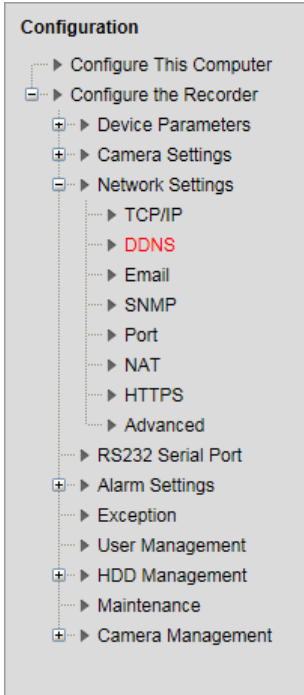 Configuration
Configure This Computer
Configure the Recorder
Device Parameters
Camera Settings
Network Settings
TCP/IP
DDNS
Email
SNMP
Port
NAT
HTTPS
Advanced
RS232 Serial Port
Alarm Settings
Exception
User Management
HDD Management
Maintenance
Camera Management